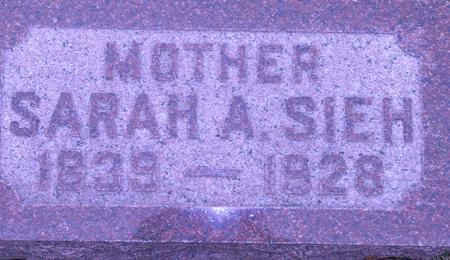 MOTHER
SARAH A. SIEH
1839 — 1928